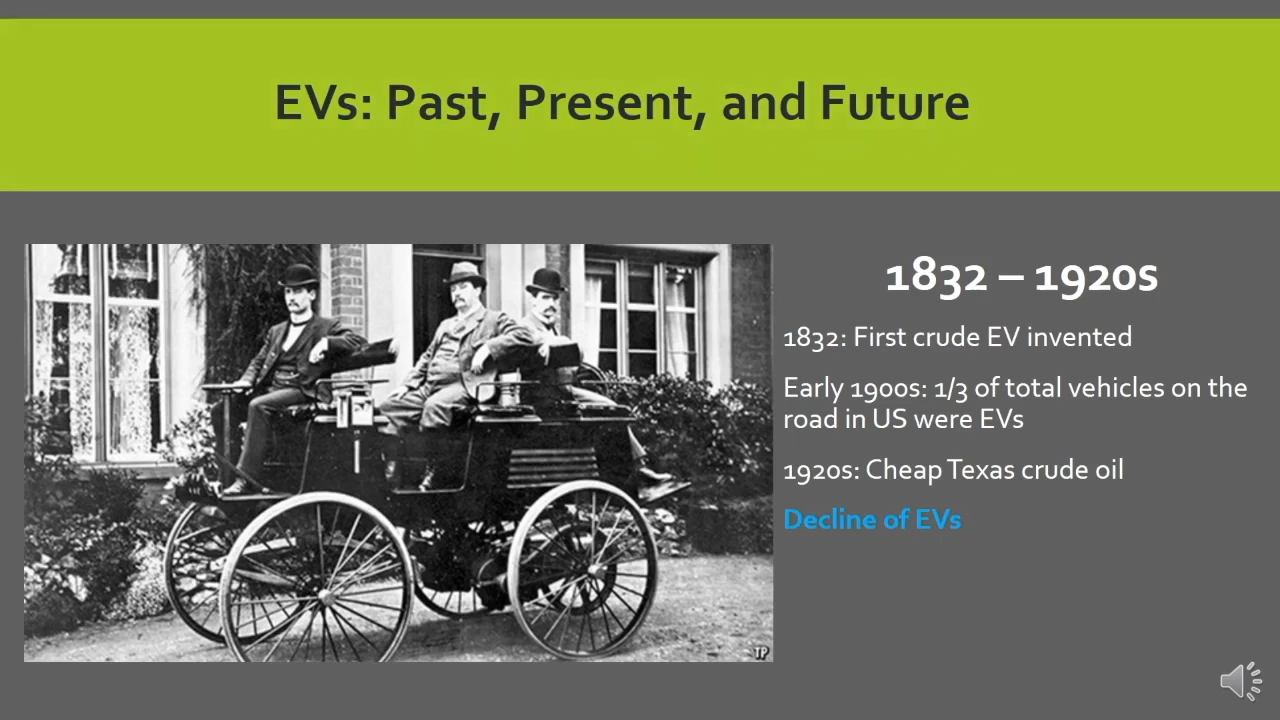 EVs: Past, Present, and Future
1832 – 1920s
1832: First crude EV invented
Early 1900s: 1/3 of total vehicles on the
road in US were EVs
1920s: Cheap Texas crude oil
Decline of EVs
TP